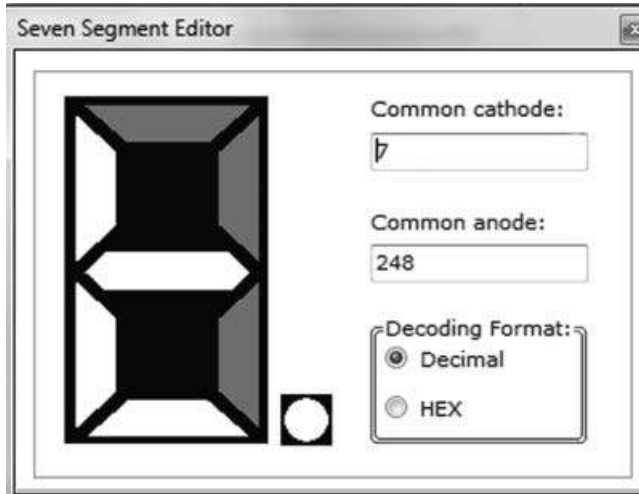 Seven Segment Editor
Common cathode:
7
Common anode:
248
Decoding Format:
Decimal
HEX